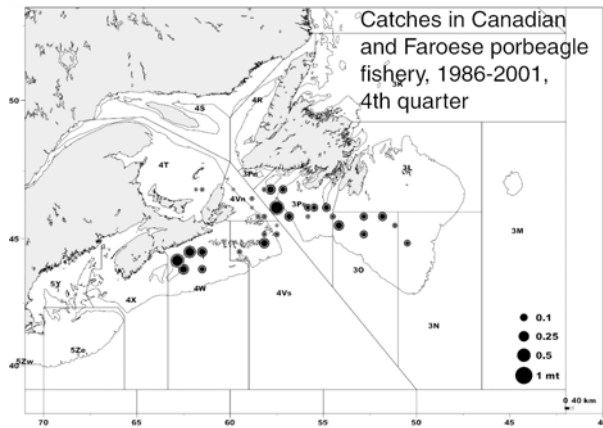 Catches in Canadian
and Faroese porbeagle
fishery, 1986-2001,
4th quarter
3K
50
4S
4R
4T
3Pn
3L
4Vn
3Ps
3M
45
5Y
4X
4W
4Vs
3O
3N
5Ze
5Zw
40
0.1
0.25
0.5
1 mt
0 40 km
70
65
60
55
50
45